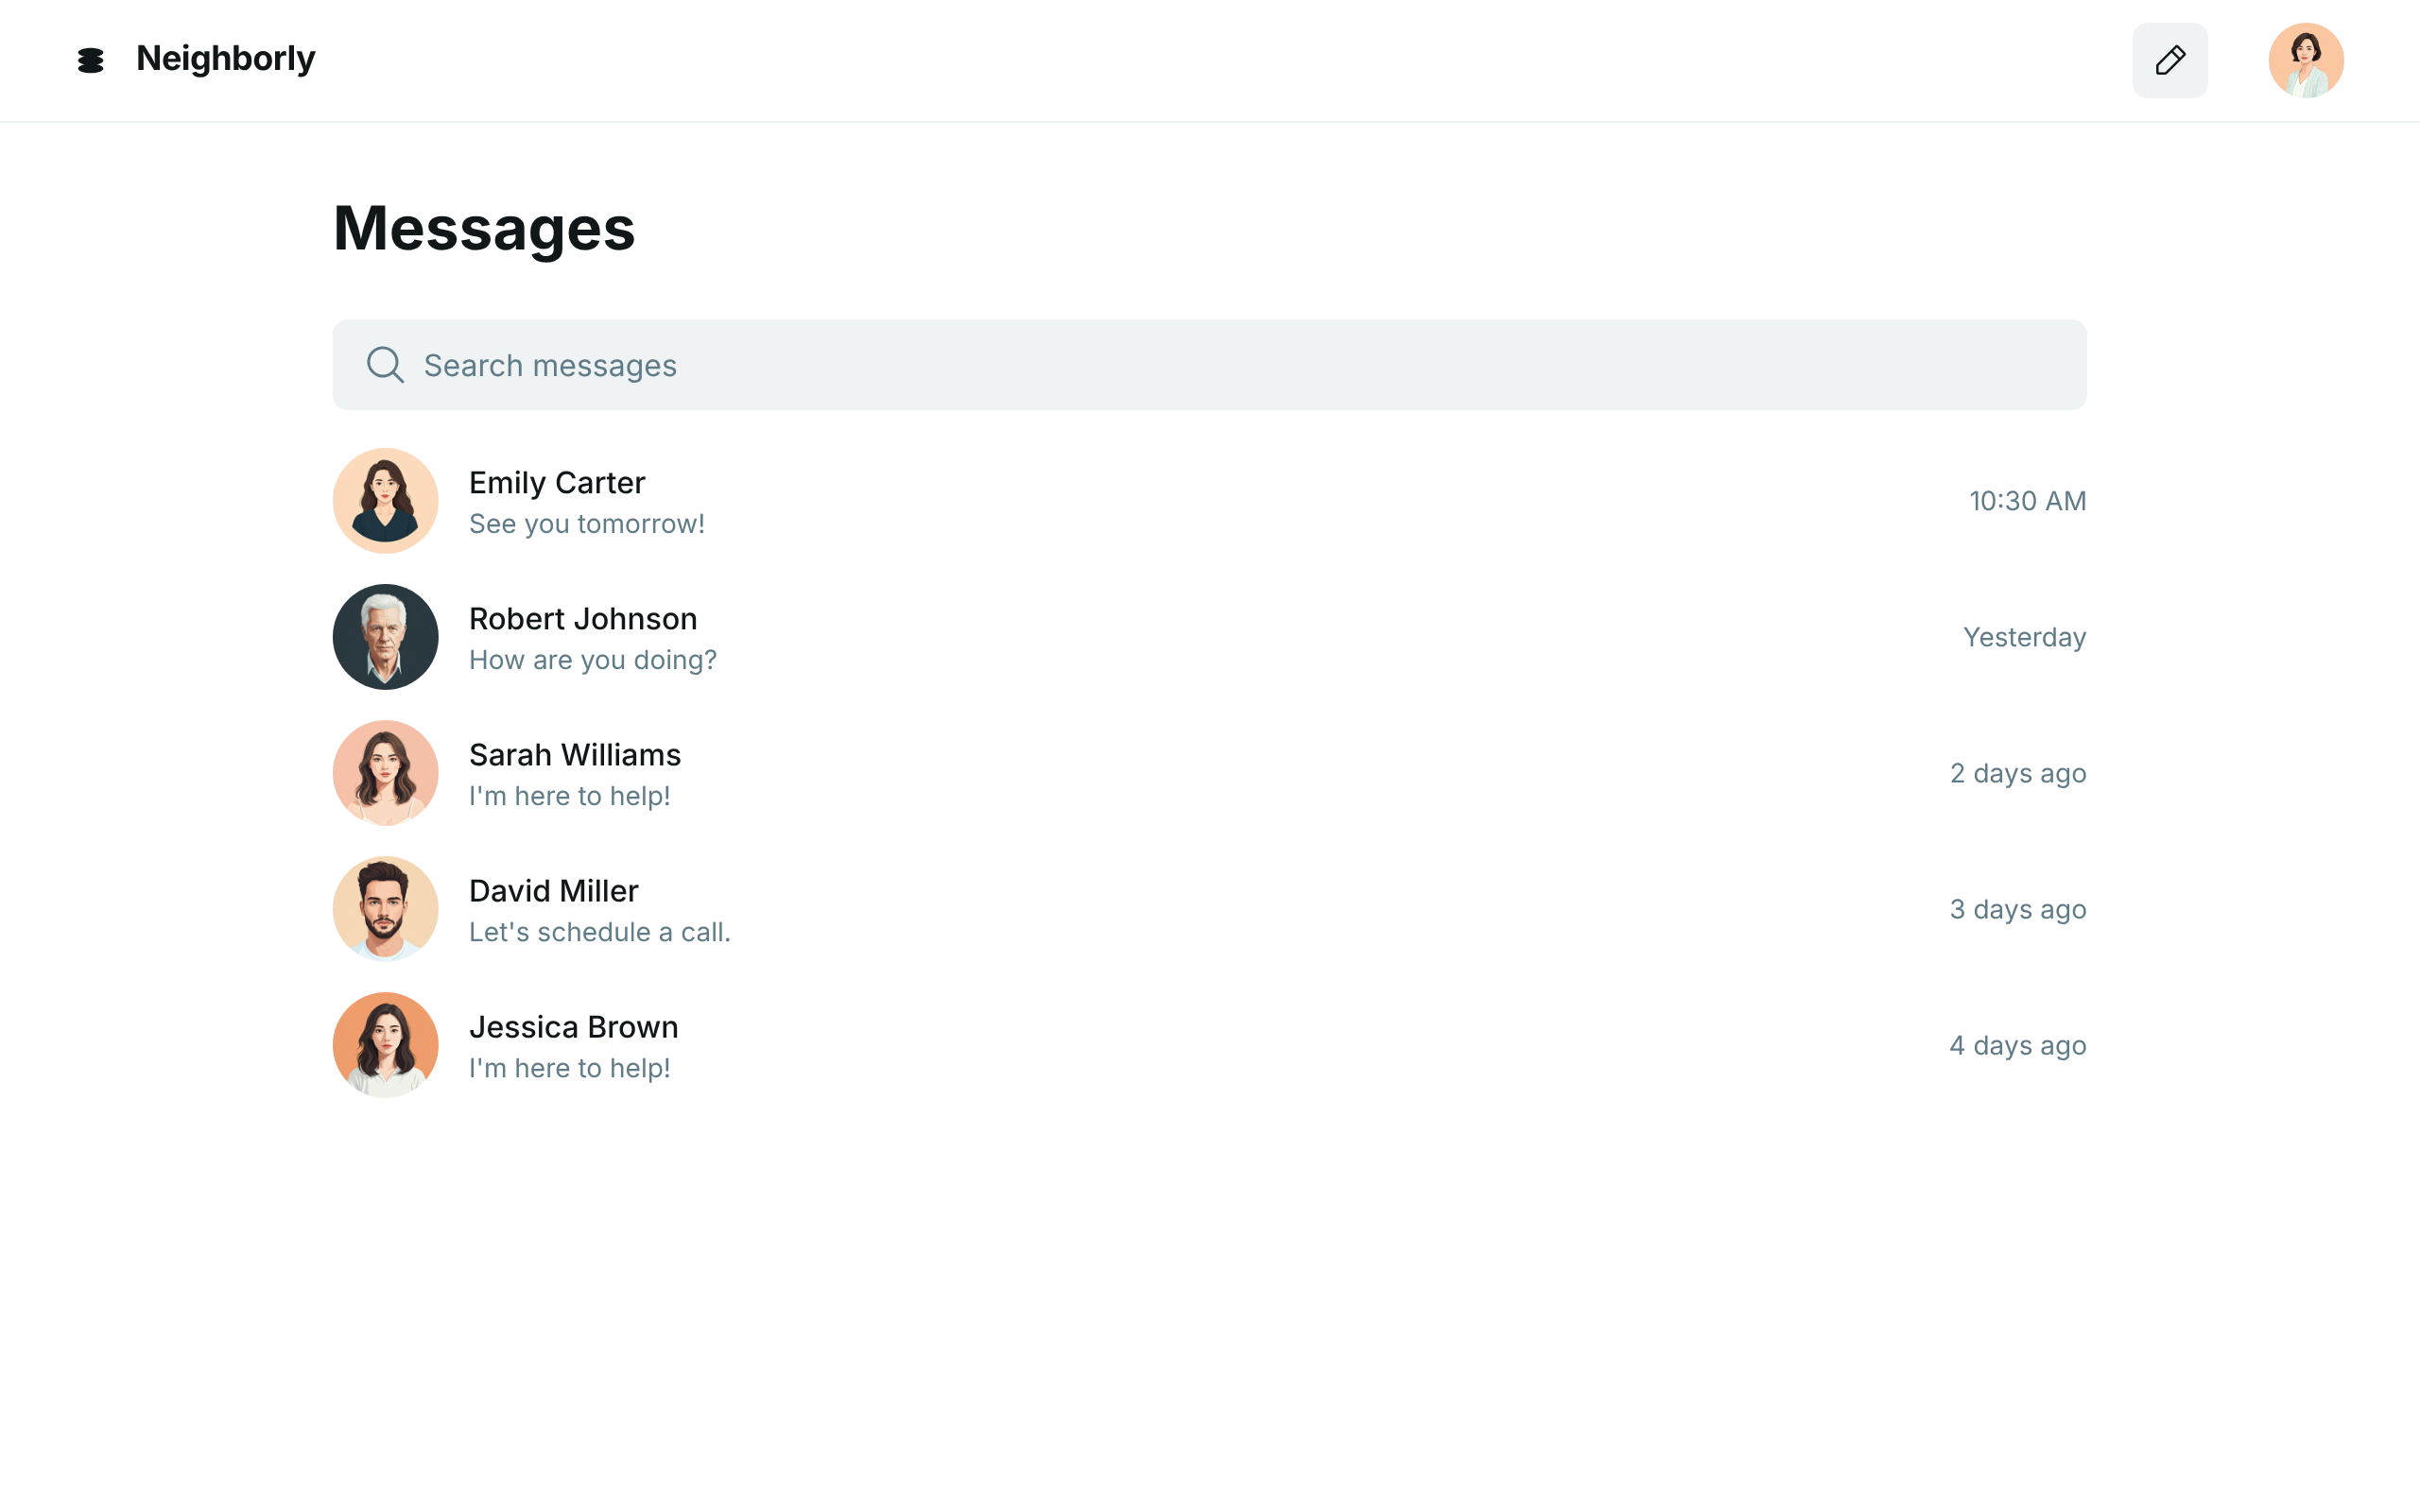 Neighborly
Messages
Search messages
Emily Carter
See you tomorrow!
10:30 AM
Robert Johnson
How are you doing?
Yesterday
Sarah Williams
I'm here to help!
2 days ago
David Miller
Let's schedule a call.
3 days ago
Jessica Brown
I'm here to help!
4 days ago